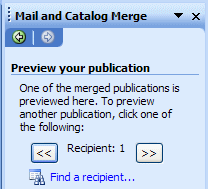 Mail and Catalog Merge
Preview your publication
One of the merged publications is
previewed here. To preview
another publication, click one of
the following:
<< Recipient: 1 >>
Find a recipient...